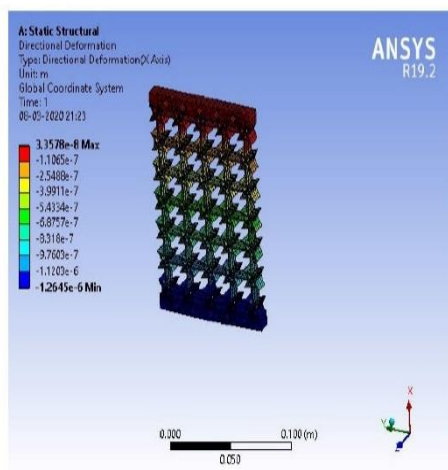 A: Static Structural
Directional Deformation
Type: Directional Deformation(X Axis)
Unit: m
Global Coordinate System
Time: 1
08-05-2020 21:23
ANSYS
R19.2
3.3578e-8 Max
-1.1065e-7
-2.5488e-7
-3.9911e-7
-5.4334e-7
-6.8757e-7
-8.318e-7
-9.7603e-7
-1.1203e-6
-1.2645e-6 Min
X
Y
Z
0.000
0.100 (m)
0.050